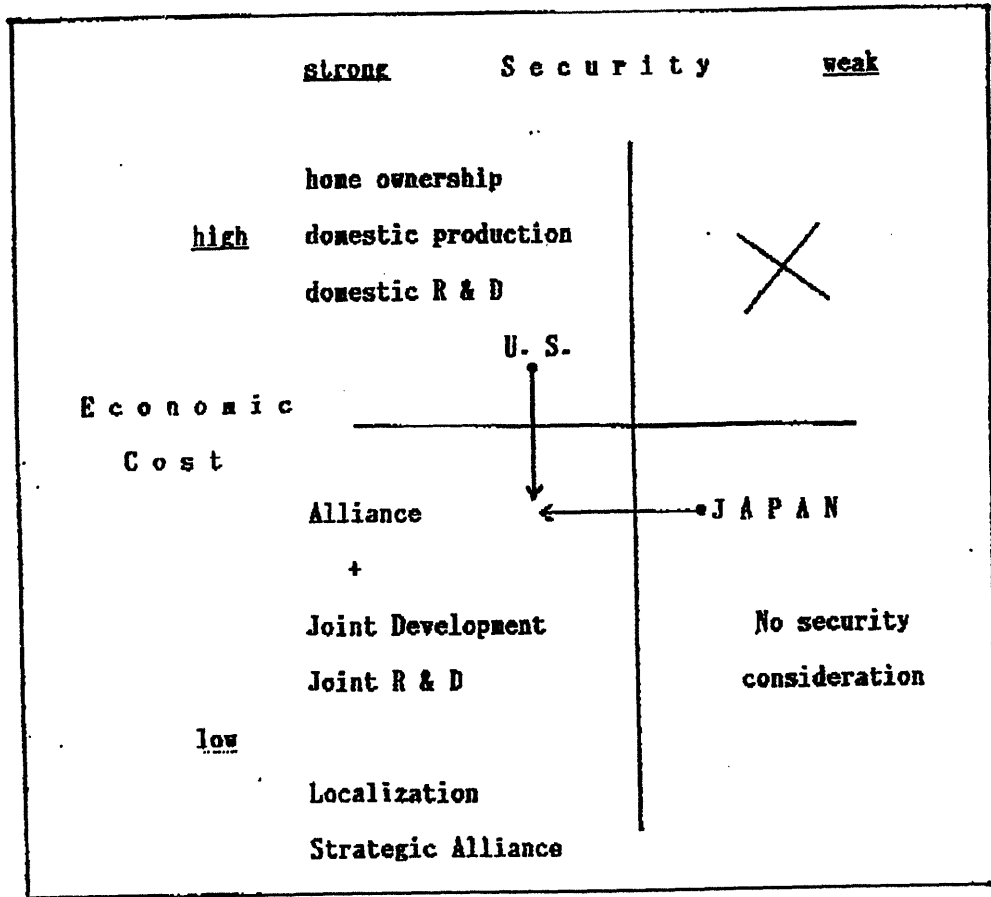 strong Security weak
home ownership
high domestic production
domestic R & D
U. S.
Economic
Cost
Alliance JAPAN
+
Joint Development No security
Joint R & D consideration
low
Localization
Strategic Alliance